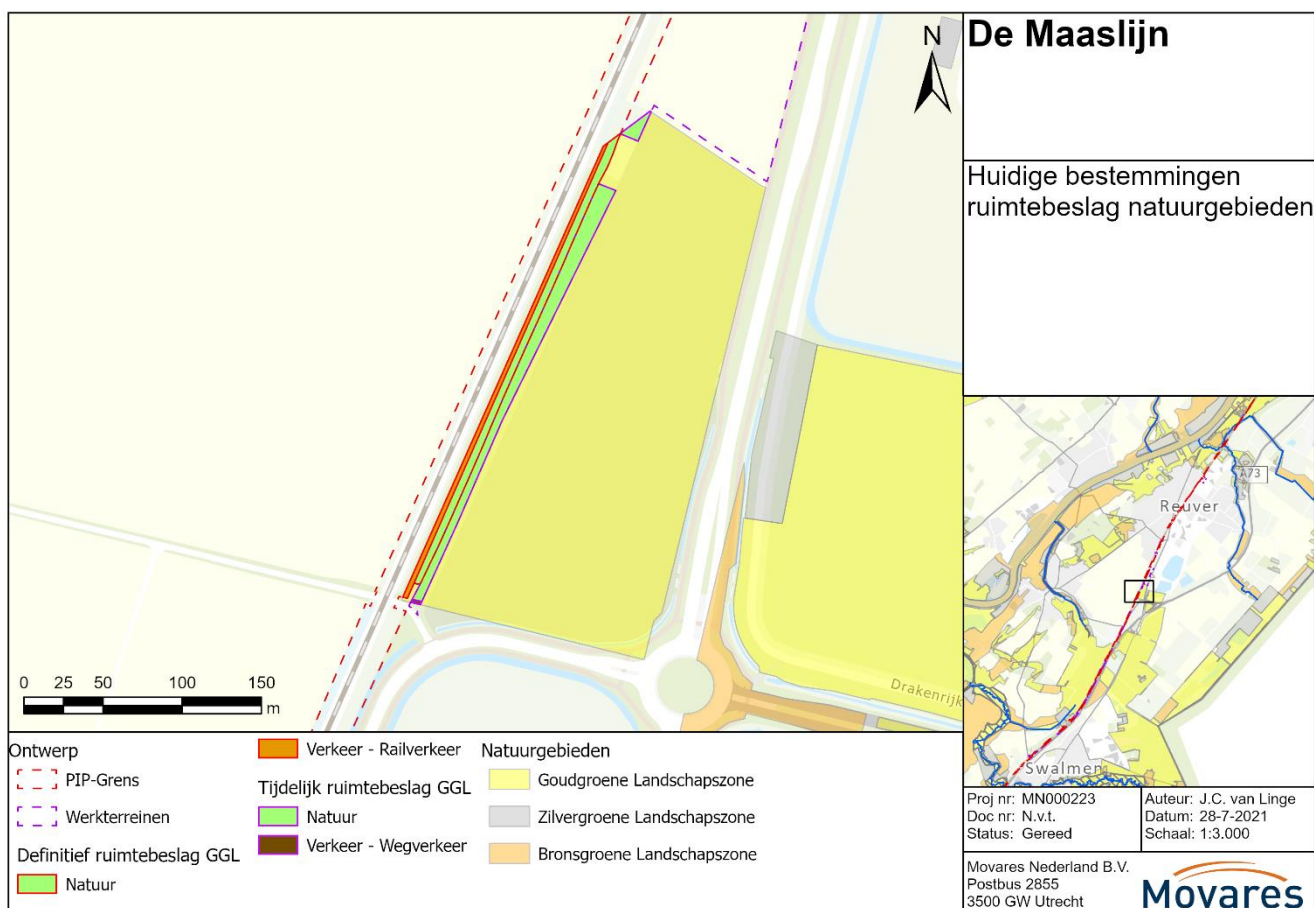 De Maaslijn
Huidige bestemmingen
ruimtebeslag natuurgebieden
N
Drakenrijk
0 25 50 100 150
m
A73
Reuver
Swalmen
Ontwerp
PIP-Grens
Werkterreinen
Definitief ruimtebeslag GGL
Natuur
Verkeer - Railverkeer
Tijdelijk ruimtebeslag GGL
Natuur
Verkeer - Wegverkeer
Natuurgebieden
Goudgroene Landschapszone
Zilvergroene Landschapszone
Bronsgroene Landschapszone
Proj nr: MN000223
Doc nr: N.v.t.
Status: Gereed
Auteur: J.C. van Linge
Datum: 28-7-2021
Schaal: 1:3.000
Movares Nederland B.V.
Postbus 2855
3500 GW Utrecht
Movares